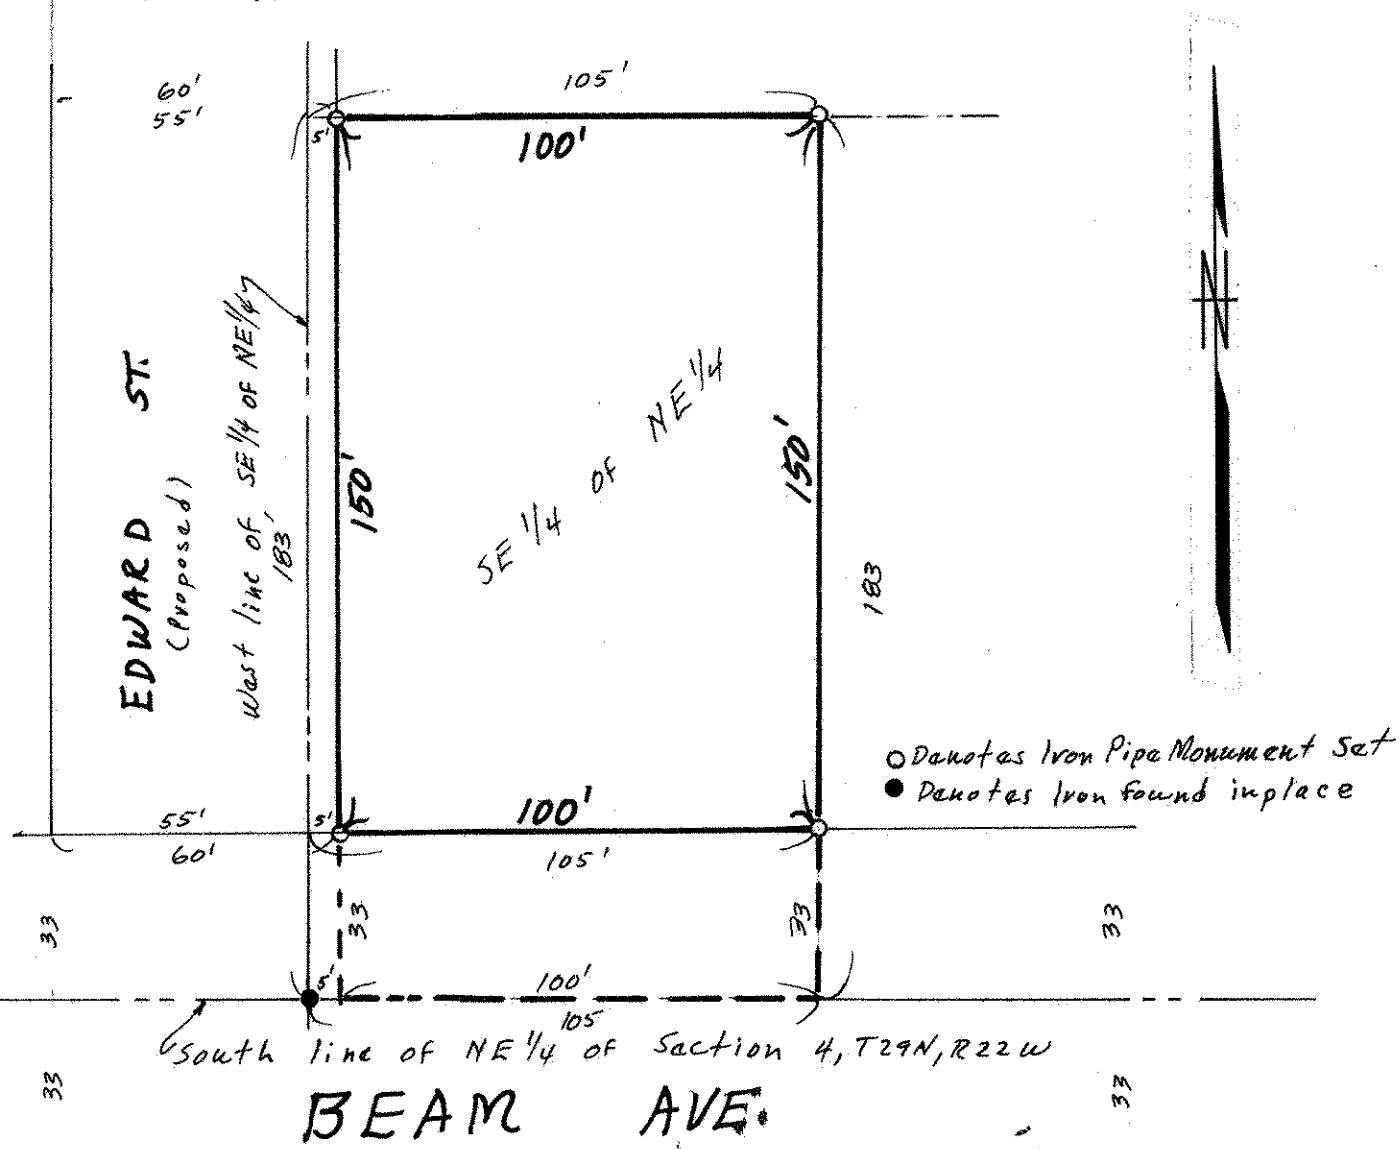 60'
55'
105'
5'
100'
N
EDWARD ST.
(Proposed)
West line of SE 1/4 of NE 1/4
183'
150'
SE 1/4 of NE 1/4
150'
183
Denotes Iron Pipe Monument Set
Denotes Iron found inplace
55'
60'
5'
100'
105'
33
33
33
33
5'
100'
105
South line of NE 1/4 of Section 4, T29N, R22W
33
33
BEAM AVE.